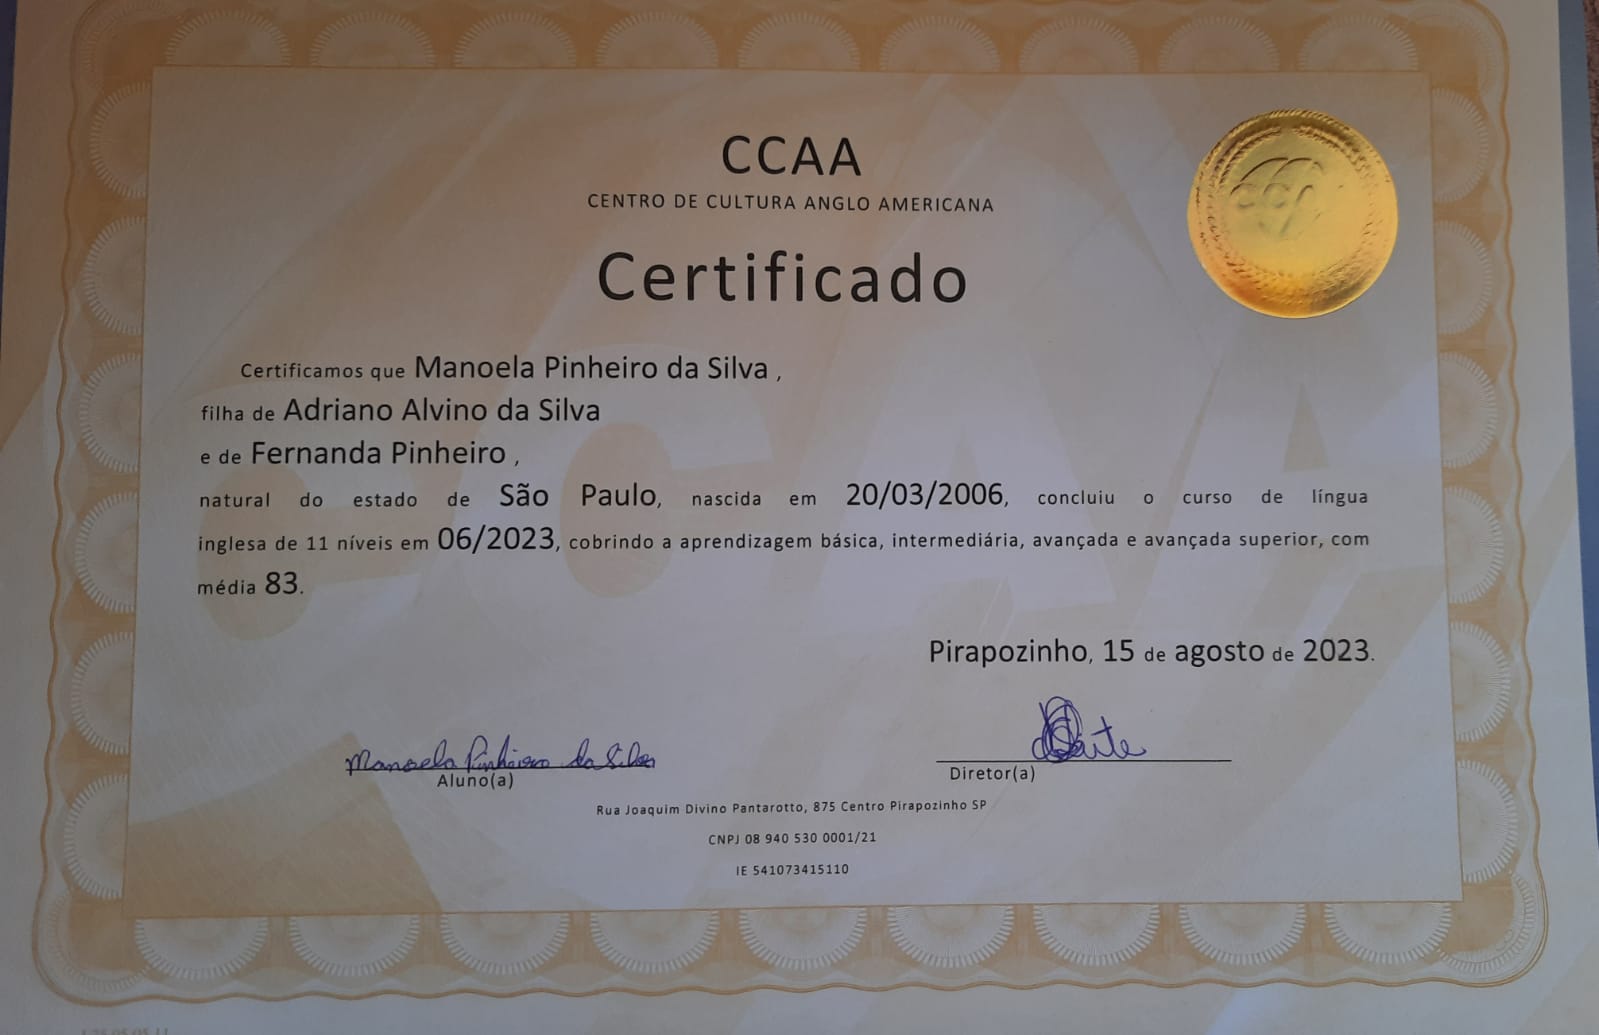 CCAA
CENTRO DE CULTURA ANGLO AMERICANA
Certificado
Certificamos que Manoela Pinheiro da Silva ,
filha de Adriano Alvino da Silva
e de Fernanda Pinheiro ,
natural do estado de São Paulo, nascida em 20/03/2006, concluiu o curso de língua
inglesa de 11 níveis em 06/2023, cobrindo a aprendizagem básica, intermediária, avançada e avançada superior, com
média 83.
Pirapozinho, 15 de agosto de 2023.
Manoela Pinheiro da Silva
Aluno(a)
Diretor(a)
Rua Joaquim Divino Pantarotto, 875 Centro Pirapozinho SP
CNPJ 08 940 530 0001/21
IE 541073415110